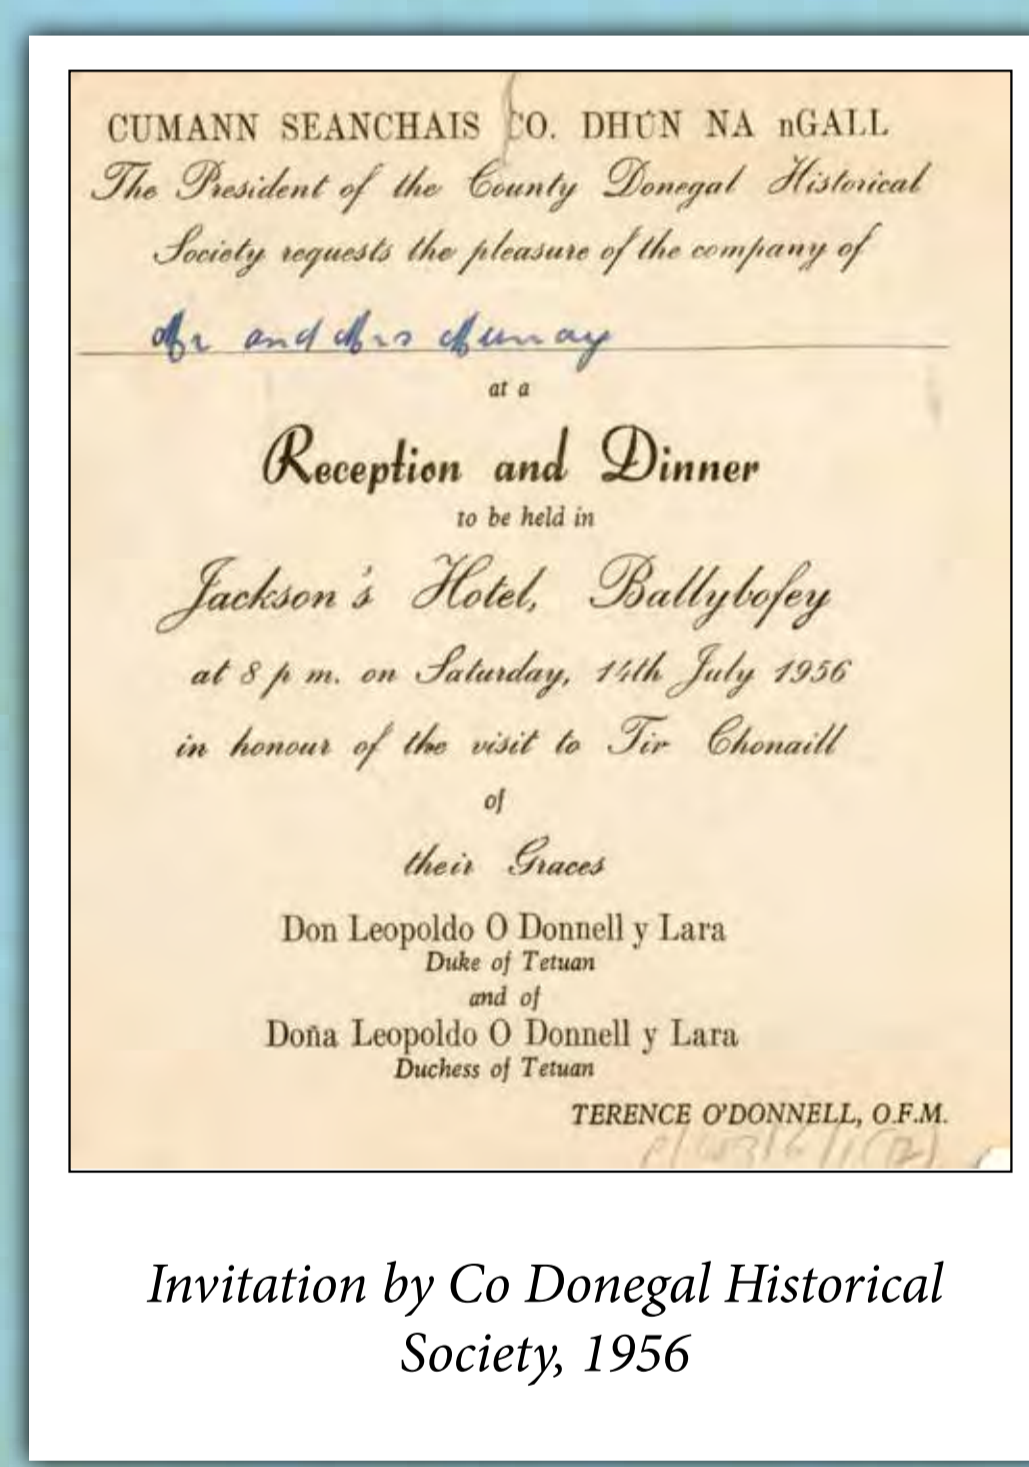 CUMANN SEANCHAIS CO. DHÚN NA nGALL
The President of the County Donegal Historical
Society requests the pleasure of the company of
Mr and Mrs Murray
at a
Reception and Dinner
to be held in
Jackson's Hotel, Ballybofey
at 8 p m. on Saturday, 14th July 1956
in honour of the visit to Tir Chonaill
of
their Graces
Don Leopoldo O Donnell y Lara
Duke of Tetuan
and of
Doña Leopoldo O Donnell y Lara
Duchess of Tetuan
TERENCE O'DONNELL, O.F.M.
Invitation by Co Donegal Historical
Society, 1956